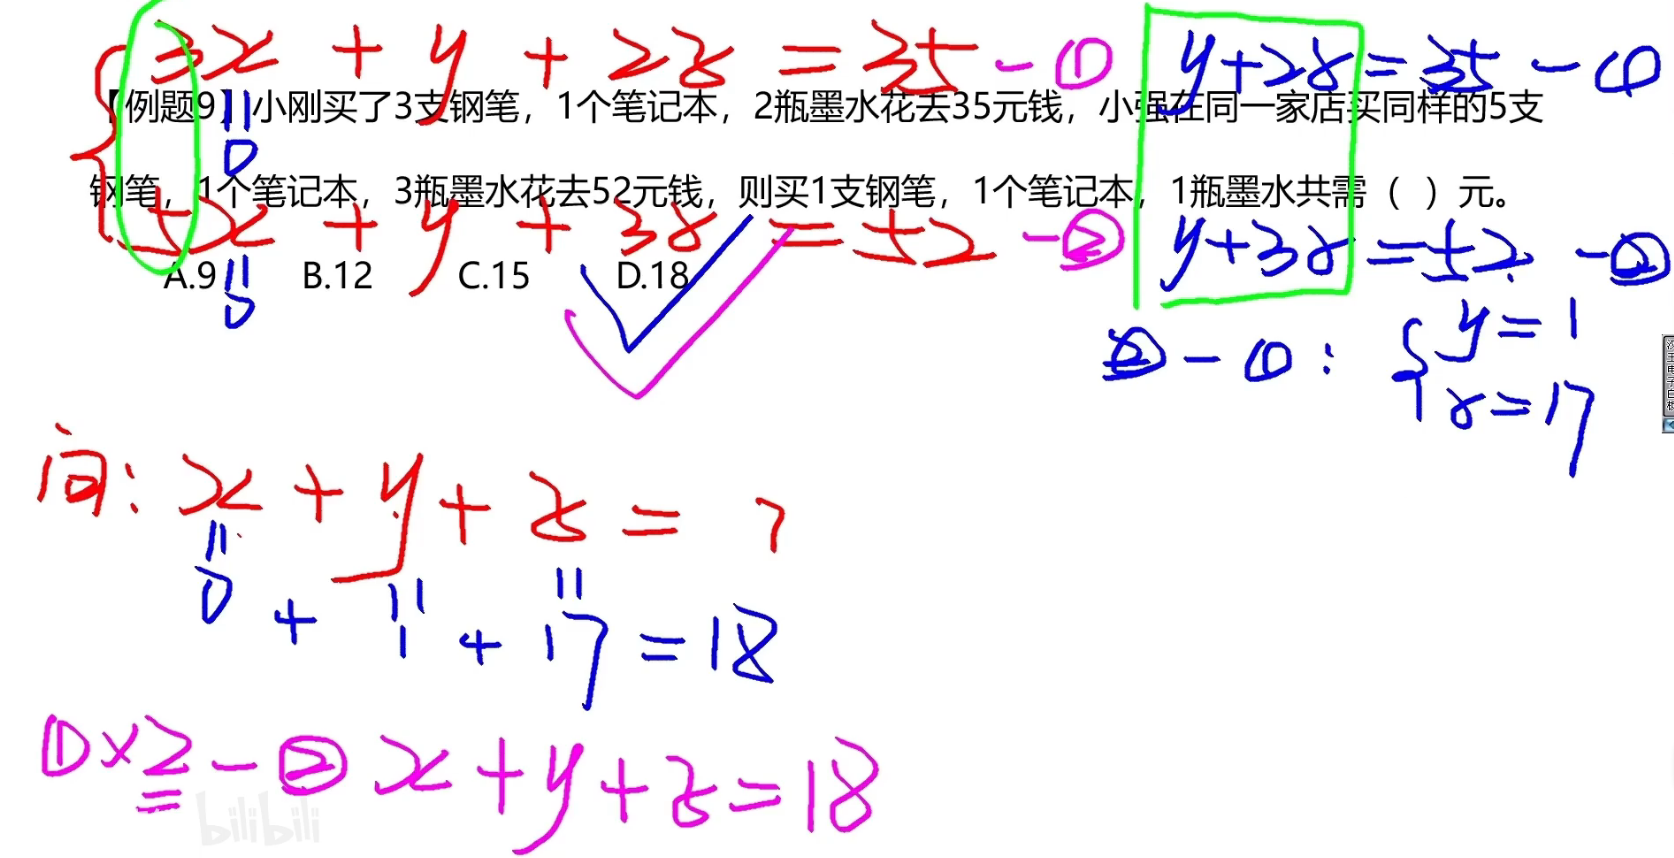 3x + y + 2z = 35 - ①
y+2z=35 - ①
【例题9】小刚买了3支钢笔，1个笔记本，2瓶墨水花去35元钱，小强在同一家店买同样的5支
"
0
钢笔，1个笔记本，3瓶墨水花去52元钱，则买1支钢笔，1个笔记本，1瓶墨水共需（ ）元。
5x + y + 3z = 52 - ②
y+3z=52 - ②
A.9 B.12 C.15 D.18
"
0
② - ① : { y = 1
z = 17
问: x + y + z = ?
" " "
0 + 1 + 17 = 18
①×2 - ② x + y + z = 18
bilibili